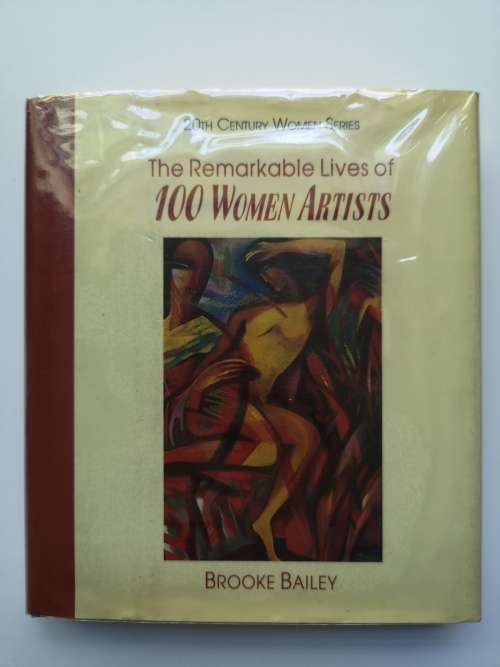 20th Century Women Series
The Remarkable Lives of
100 Women Artists
Brooke Bailey